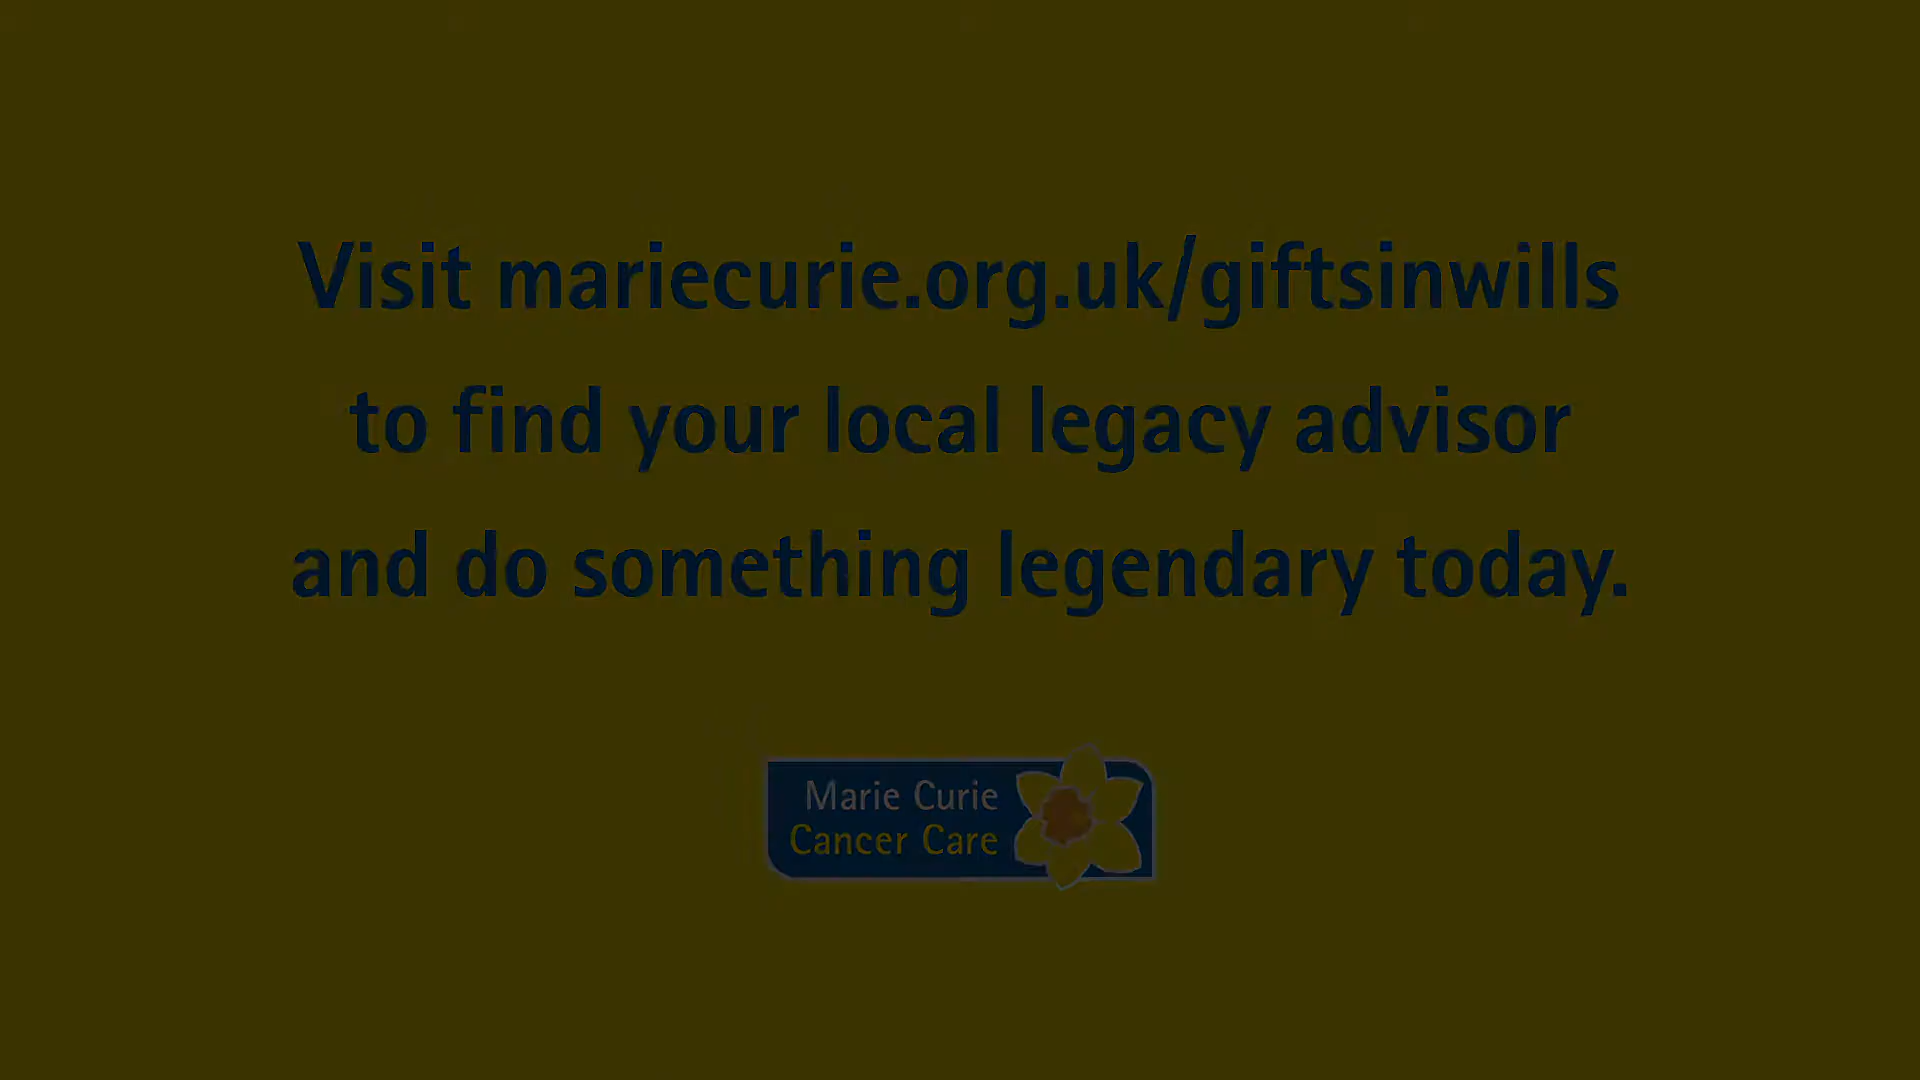 Visit mariecurie.org.uk/giftsinwills
to find your local legacy advisor
and do something legendary today.
Marie Curie
Cancer Care